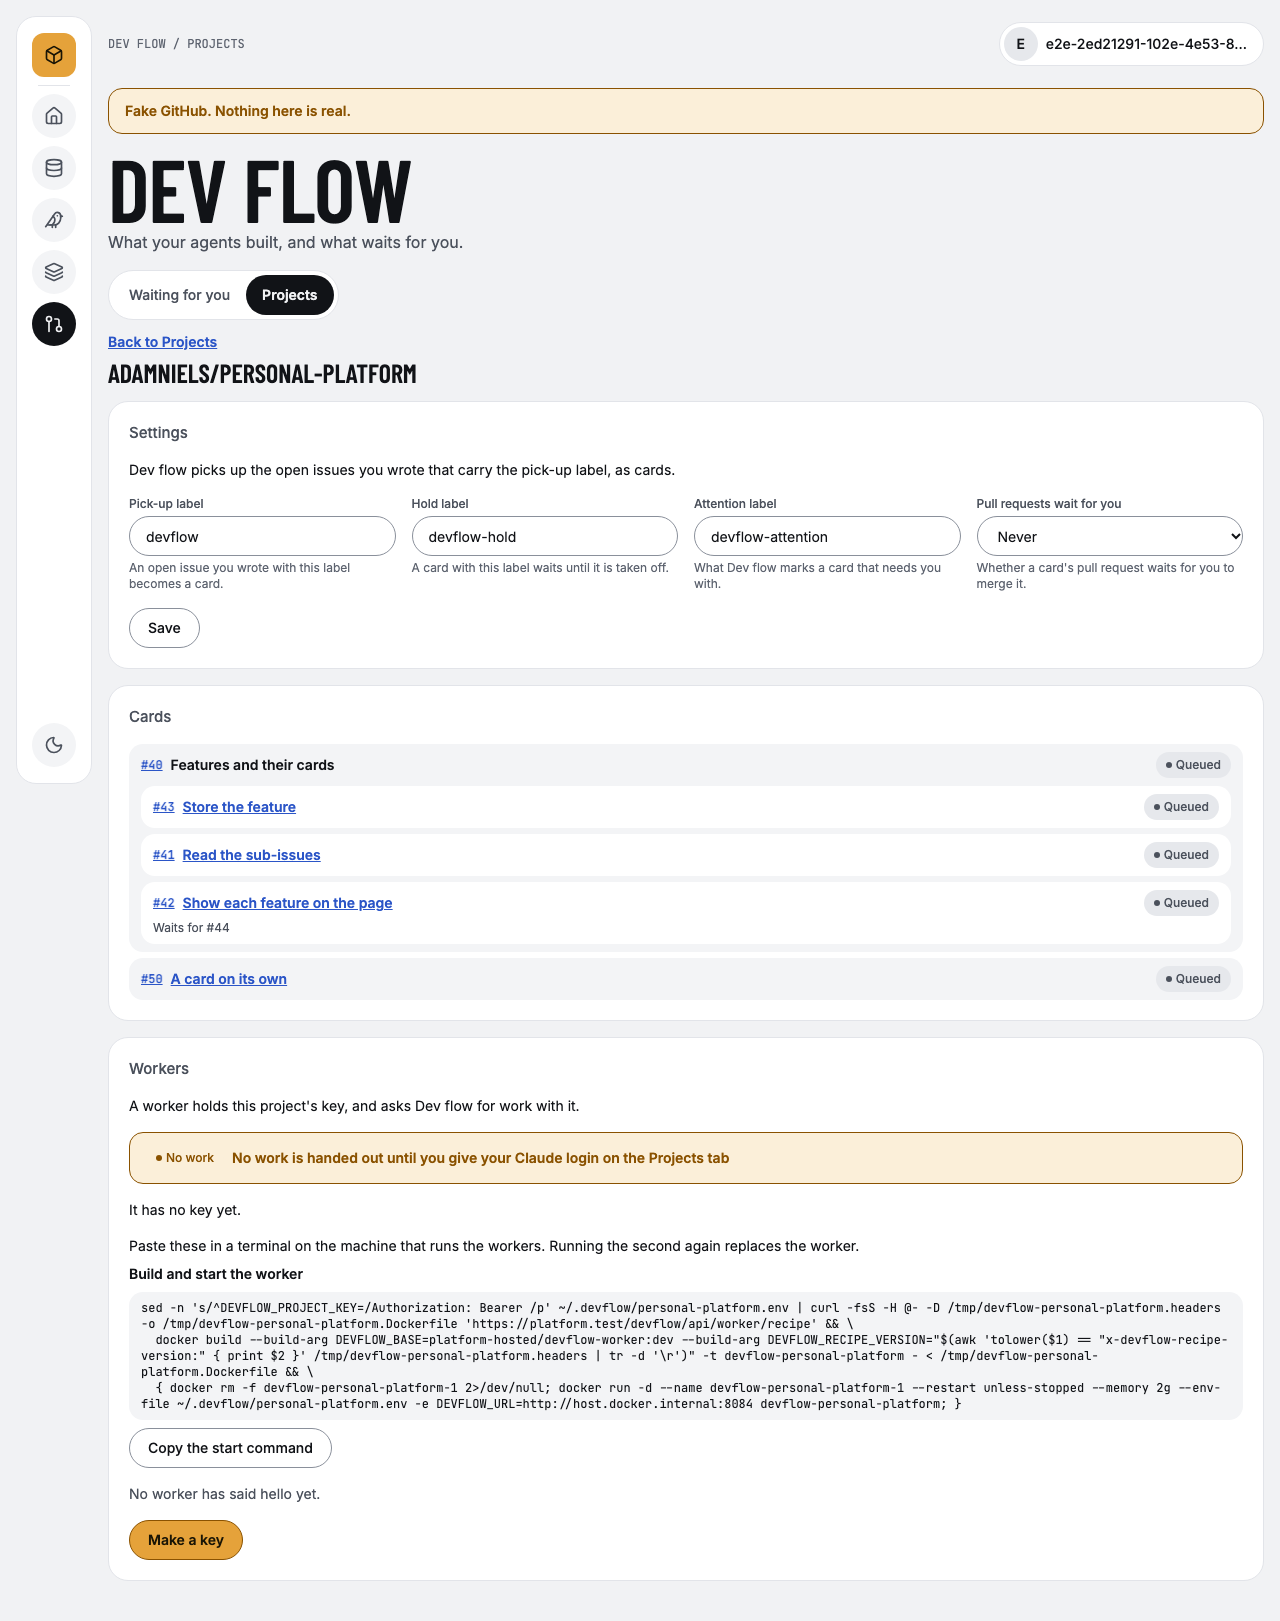 DEV FLOW / PROJECTS
E
e2e-2ed21291-102e-4e53-8...
Fake GitHub. Nothing here is real.
DEV FLOW
What your agents built, and what waits for you.
Waiting for you
Projects
Back to Projects
ADAMNIELS/PERSONAL-PLATFORM
Settings
Dev flow picks up the open issues you wrote that carry the pick-up label, as cards.
Pick-up label
devflow
An open issue you wrote with this label
becomes a card.
Hold label
devflow-hold
A card with this label waits until it is taken off.
Attention label
devflow-attention
What Dev flow marks a card that needs you
with.
Pull requests wait for you
Never
Whether a card's pull request waits for you to
merge it.
Save
Cards
#40 Features and their cards
Queued
#43 Store the feature
Queued
#41 Read the sub-issues
Queued
#42 Show each feature on the page
Queued
Waits for #44
#50 A card on its own
Queued
Workers
A worker holds this project's key, and asks Dev flow for work with it.
No work
No work is handed out until you give your Claude login on the Projects tab
It has no key yet.
Paste these in a terminal on the machine that runs the workers. Running the second again replaces the worker.
Build and start the worker
sed -n 's/^DEVFLOW_PROJECT_KEY=/Authorization: Bearer /p' ~/.devflow/personal-platform.env | curl -fsS -H @- -D /tmp/devflow-personal-platform.headers
-o /tmp/devflow-personal-platform.Dockerfile 'https://platform.test/devflow/api/worker/recipe' && \
docker build --build-arg DEVFLOW_BASE=platform-hosted/devflow-worker:dev --build-arg DEVFLOW_RECIPE_VERSION="$(awk 'tolower($1) == "x-devflow-recipe-
version:" { print $2 }' /tmp/devflow-personal-platform.headers | tr -d '\r')" -t devflow-personal-platform - < /tmp/devflow-personal-
platform.Dockerfile && \
{ docker rm -f devflow-personal-platform-1 2>/dev/null; docker run -d --name devflow-personal-platform-1 --restart unless-stopped --memory 2g --env-
file ~/.devflow/personal-platform.env -e DEVFLOW_URL=http://host.docker.internal:8084 devflow-personal-platform; }
Copy the start command
No worker has said hello yet.
Make a key